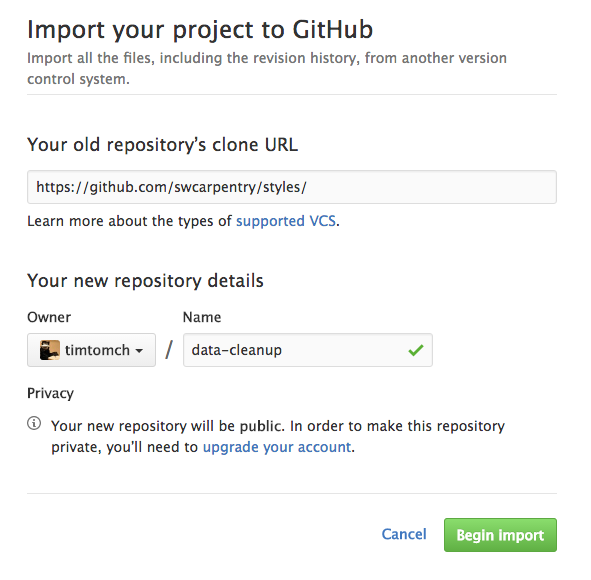 Import your project to GitHub
Import all the files, including the revision history, from another version
control system.
Your old repository's clone URL
https://github.com/swcarpentry/styles/
Learn more about the types of supported VCS.
Your new repository details
Owner Name
timtomch / data-cleanup
Privacy
Your new repository will be public. In order to make this repository
private, you'll need to upgrade your account.
Cancel Begin import